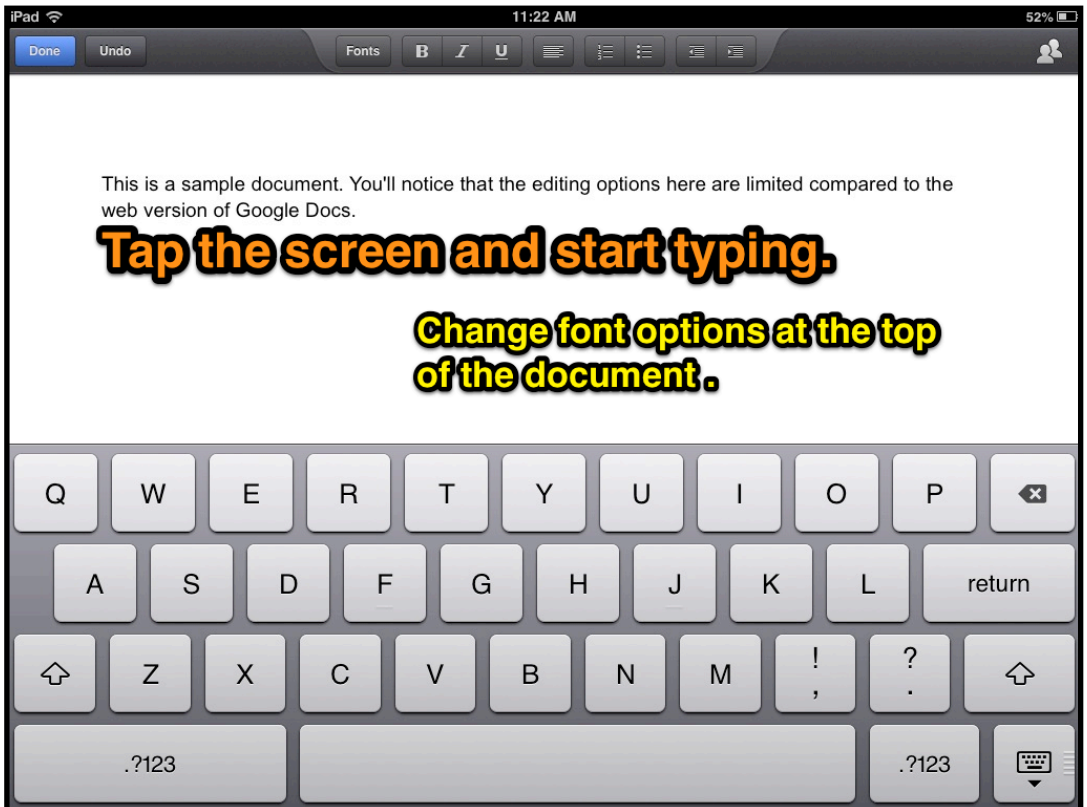 iPad 11:22 AM 52%
Done Undo Fonts B I U
This is a sample document. You'll notice that the editing options here are limited compared to the
web version of Google Docs.
Tap the screen and start typing.
Change font options at the top
of the document .
Q W E R T Y U I O P
A S D F G H J K L return
Z X C V B N M ! , ? .
.?123 .?123